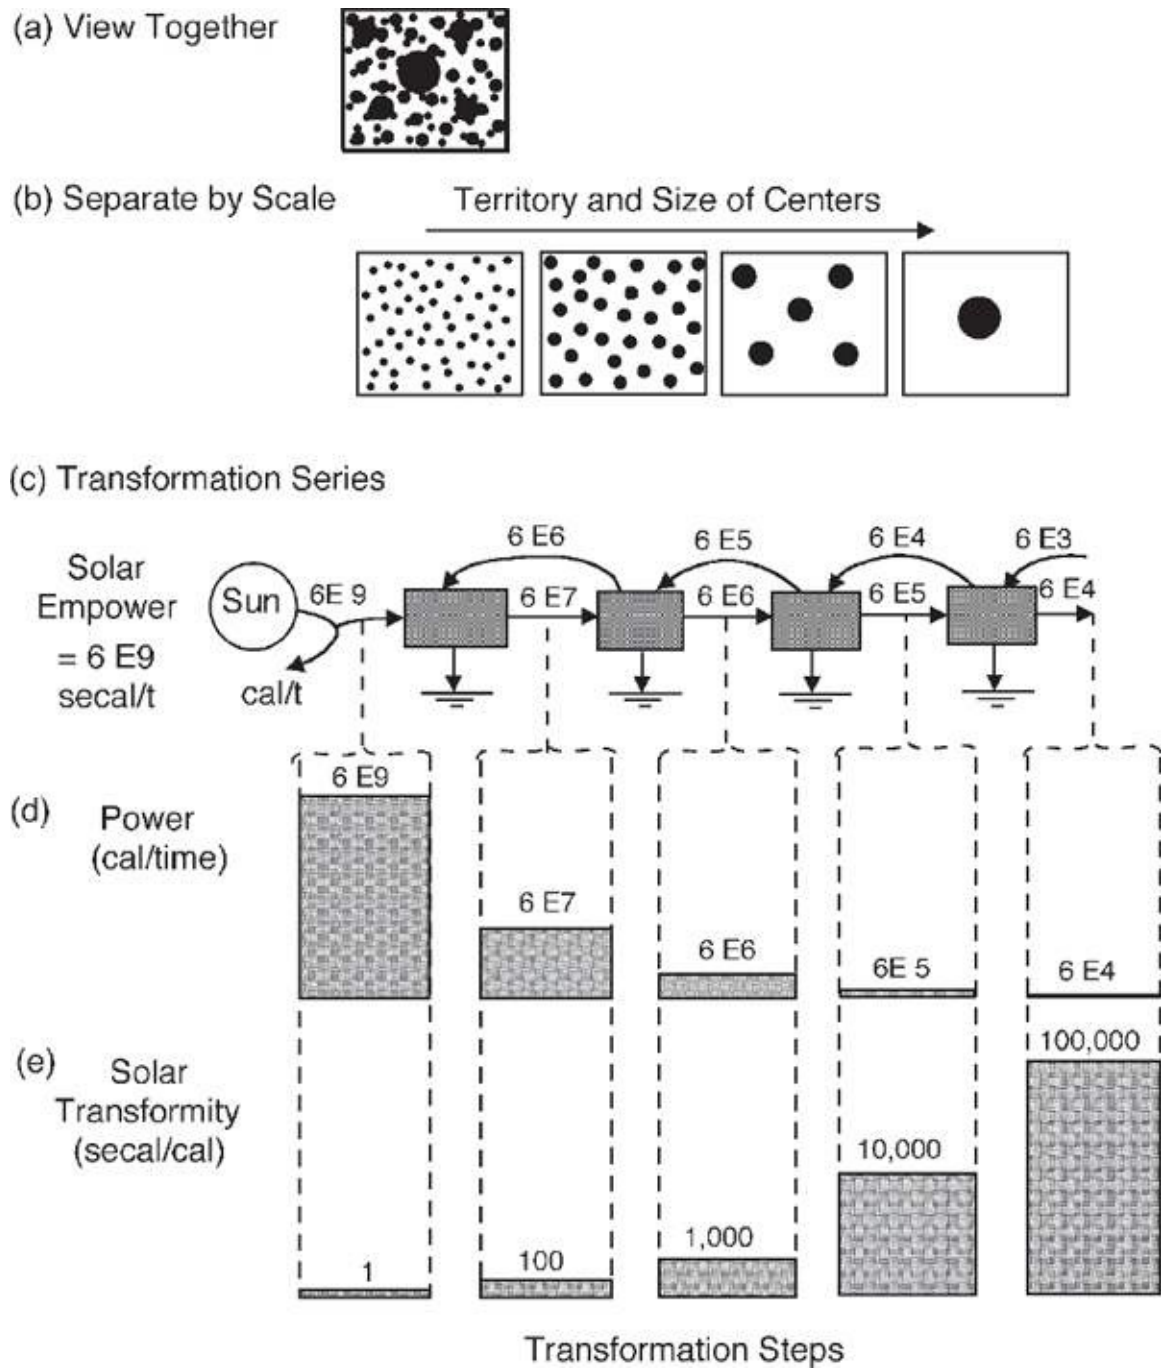 (a) View Together
(b) Separate by Scale
Territory and Size of Centers
(c) Transformation Series
Solar
Empower
= 6 E9
secal/t
Sun
6E 9
cal/t
6 E6
6 E7
6 E5
6 E6
6 E4
6 E5
6 E3
6 E4
(d) Power
(cal/time)
6 E9
6 E7
6 E6
6E 5
6 E4
(e) Solar
Transformity
(secal/cal)
1
100
1,000
10,000
100,000
Transformation Steps